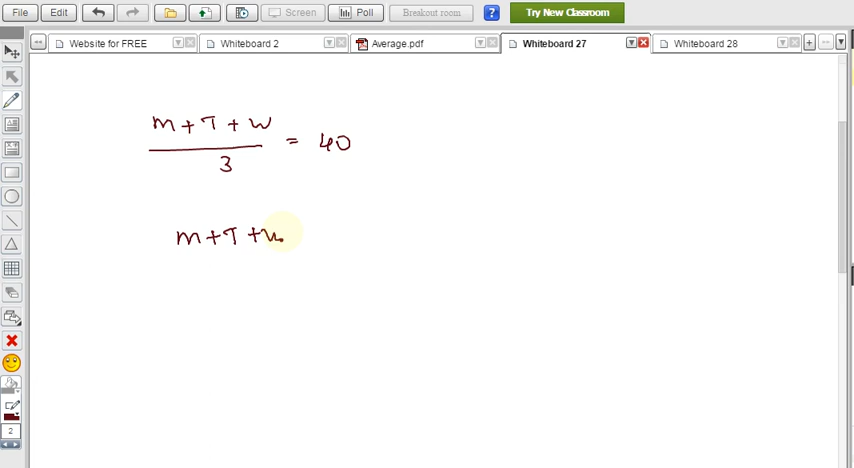 File Edit Screen Poll Breakout room ? Try New Classroom
Website for FREE Whiteboard 2 Average.pdf Whiteboard 27 Whiteboard 28
m + T + W
3
= 40
m + T +
2